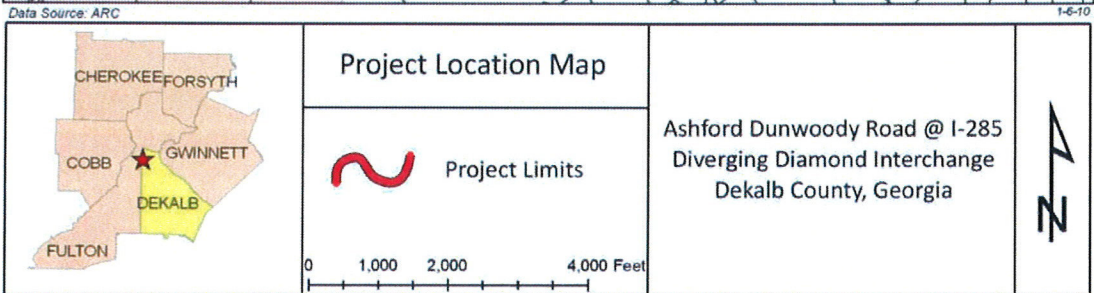 Data Source: ARC
1-6-10
CHEROKEE
FORSYTH
COBB
GWINNETT
DEKALB
FULTON
Project Location Map
Project Limits
0 1,000 2,000 4,000 Feet
Ashford Dunwoody Road @ I-285
Diverging Diamond Interchange
Dekalb County, Georgia
N